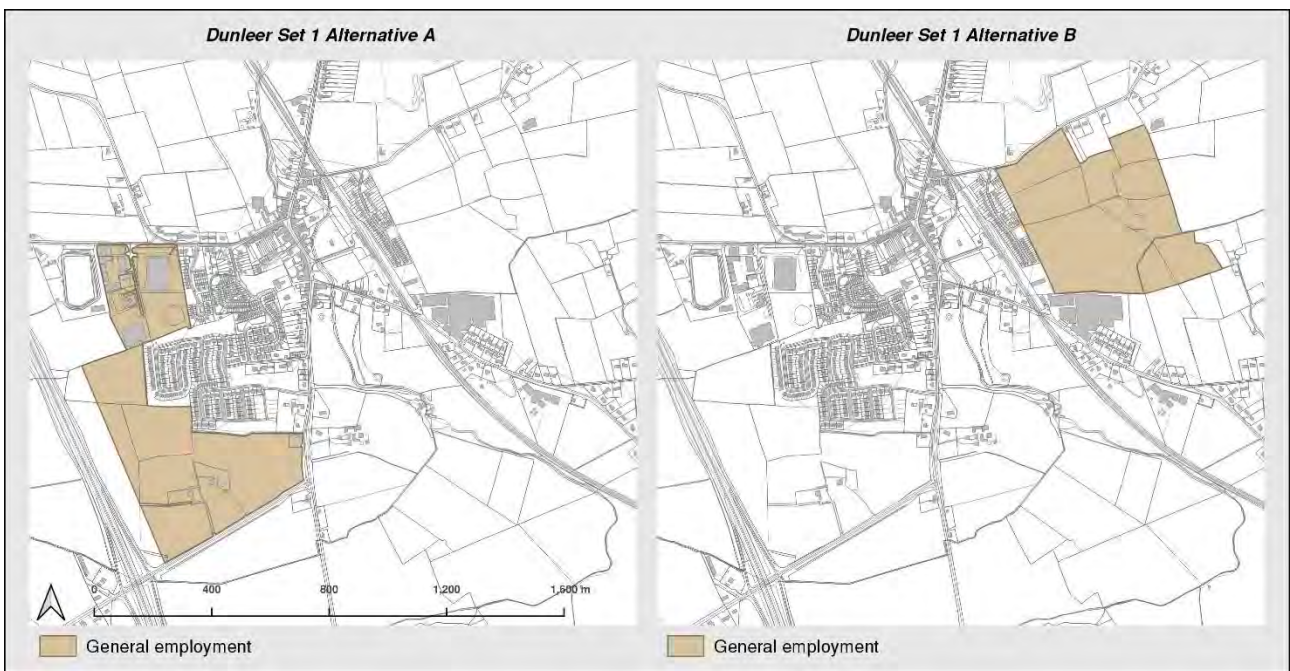 Dunleer Set 1 Alternative A
Dunleer Set 1 Alternative B
0 400 800 1,200 1,600 m
General employment
General employment